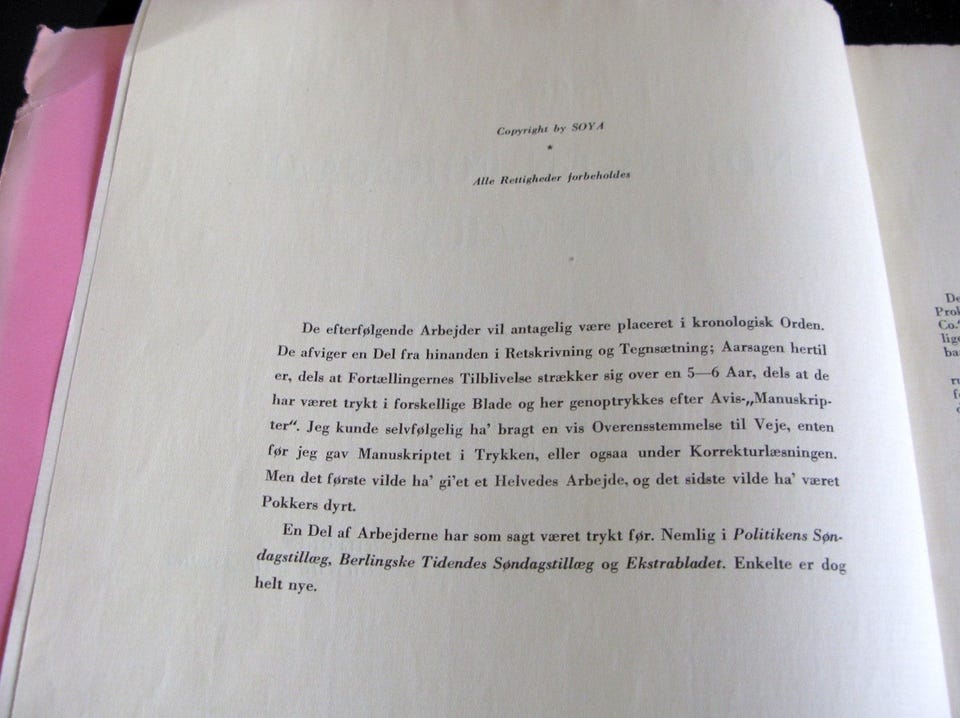 Copyright by SOYA
*
Alle Rettigheder forbeholdes
De efterfølgende Arbejder vil antagelig være placeret i kronologisk Orden.
De afviger en Del fra hinanden i Retskrivning og Tegnsætning; Aarsagen hertil
er, dels at Fortællingernes Tilblivelse strækker sig over en 5—6 Aar, dels at de
har været trykt i forskellige Blade og her genoptrykkes efter Avis-„Manuskrip-
ter“. Jeg kunde selvfølgelig ha' bragt en vis Overensstemmelse til Veje, enten
før jeg gav Manuskriptet i Trykken, eller ogsaa under Korrekturlæsningen.
Men det første vilde ha' gi'et et Helvedes Arbejde, og det sidste vilde ha' været
Pokkers dyrt.
En Del af Arbejderne har som sagt været trykt før. Nemlig i Politikens Søn-
dagstillæg, Berlingske Tidendes Søndagstillæg og Ekstrabladet. Enkelte er dog
helt nye.
De
Co.“